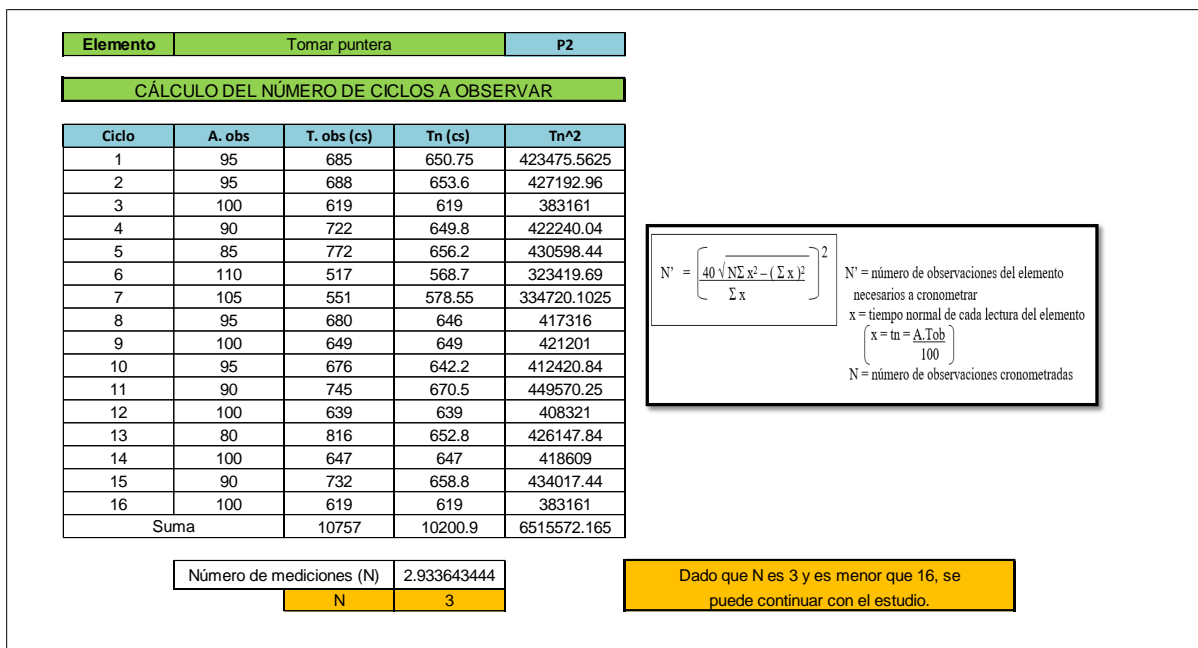 Elemento Tomar puntera P2
CÁLCULO DEL NÚMERO DE CICLOS A OBSERVAR
Ciclo A. obs T. obs (cs) Tn (cs) Tn^2
1 95 685 650.75 423475.5625
2 95 688 653.6 427192.96
3 100 619 619 383161
4 90 722 649.8 422240.04
5 85 772 656.2 430598.44
6 110 517 568.7 323419.69
7 105 551 578.55 334720.1025
8 95 680 646 417316
9 100 649 649 421201
10 95 676 642.2 412420.84
11 90 745 670.5 449570.25
12 100 639 639 408321
13 80 816 652.8 426147.84
14 100 647 647 418609
15 90 732 658.8 434017.44
16 100 619 619 383161
Suma 10757 10200.9 6515572.165
N' = ( 40 √ NΣ x² – ( Σ x )² / Σ x ) 2
N' = número de observaciones del elemento
necesarios a cronometrar
x = tiempo normal de cada lectura del elemento
( x = tn = A.Tob
100 )
N = número de observaciones cronometradas
Número de mediciones (N) 2.933643444
N 3
Dado que N es 3 y es menor que 16, se
puede continuar con el estudio.